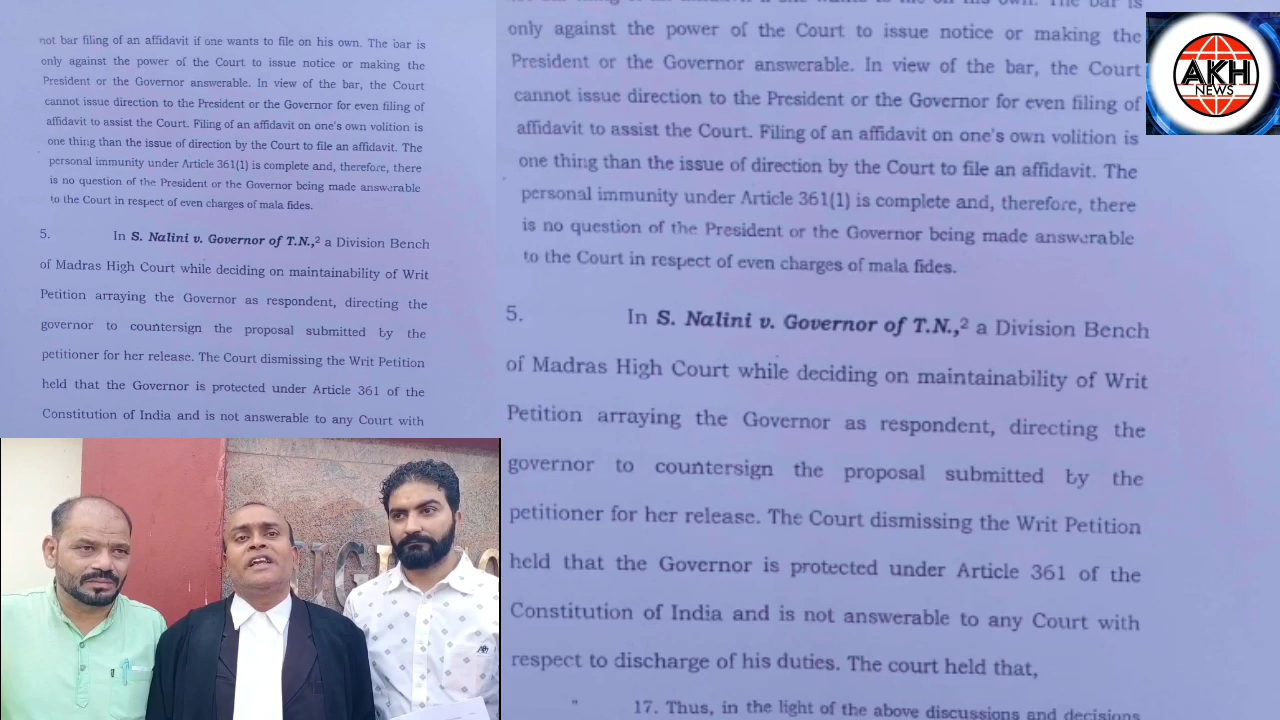 not bar filing of an affidavit if one wants to file on his own. The bar is
only against the power of the Court to issue notice or making the
President or the Governor answerable. In view of the bar, the Court
cannot issue direction to the President or the Governor for even filing of
affidavit to assist the Court. Filing of an affidavit on one's own volition is
one thing than the issue of direction by the Court to file an affidavit. The
personal immunity under Article 361(1) is complete and, therefore, there
is no question of the President or the Governor being made answerable
to the Court in respect of even charges of mala fides.
5. In S. Nalini v. Governor of T.N.,2 a Division Bench
of Madras High Court while deciding on maintainability of Writ
Petition arraying the Governor as respondent, directing the
governor to countersign the proposal submitted by the
petitioner for her release. The Court dismissing the Writ Petition
held that the Governor is protected under Article 361 of the
Constitution of India and is not answerable to any Court with
only against the power of the Court to issue notice or making the
President or the Governor answerable. In view of the bar, the Court
cannot issue direction to the President or the Governor for even filing of
affidavit to assist the Court. Filing of an affidavit on one's own volition is
one thing than the issue of direction by the Court to file an affidavit. The
personal immunity under Article 361(1) is complete and, therefore, there
is no question of the President or the Governor being made answerable
to the Court in respect of even charges of mala fides.
5. In S. Nalini v. Governor of T.N.,2 a Division Bench
of Madras High Court while deciding on maintainability of Writ
Petition arraying the Governor as respondent, directing the
governor to countersign the proposal submitted by the
petitioner for her release. The Court dismissing the Writ Petition
held that the Governor is protected under Article 361 of the
Constitution of India and is not answerable to any Court with
respect to discharge of his duties. The court held that,
" 17. Thus, in the light of the above discussions and decisions
AKH
NEWS